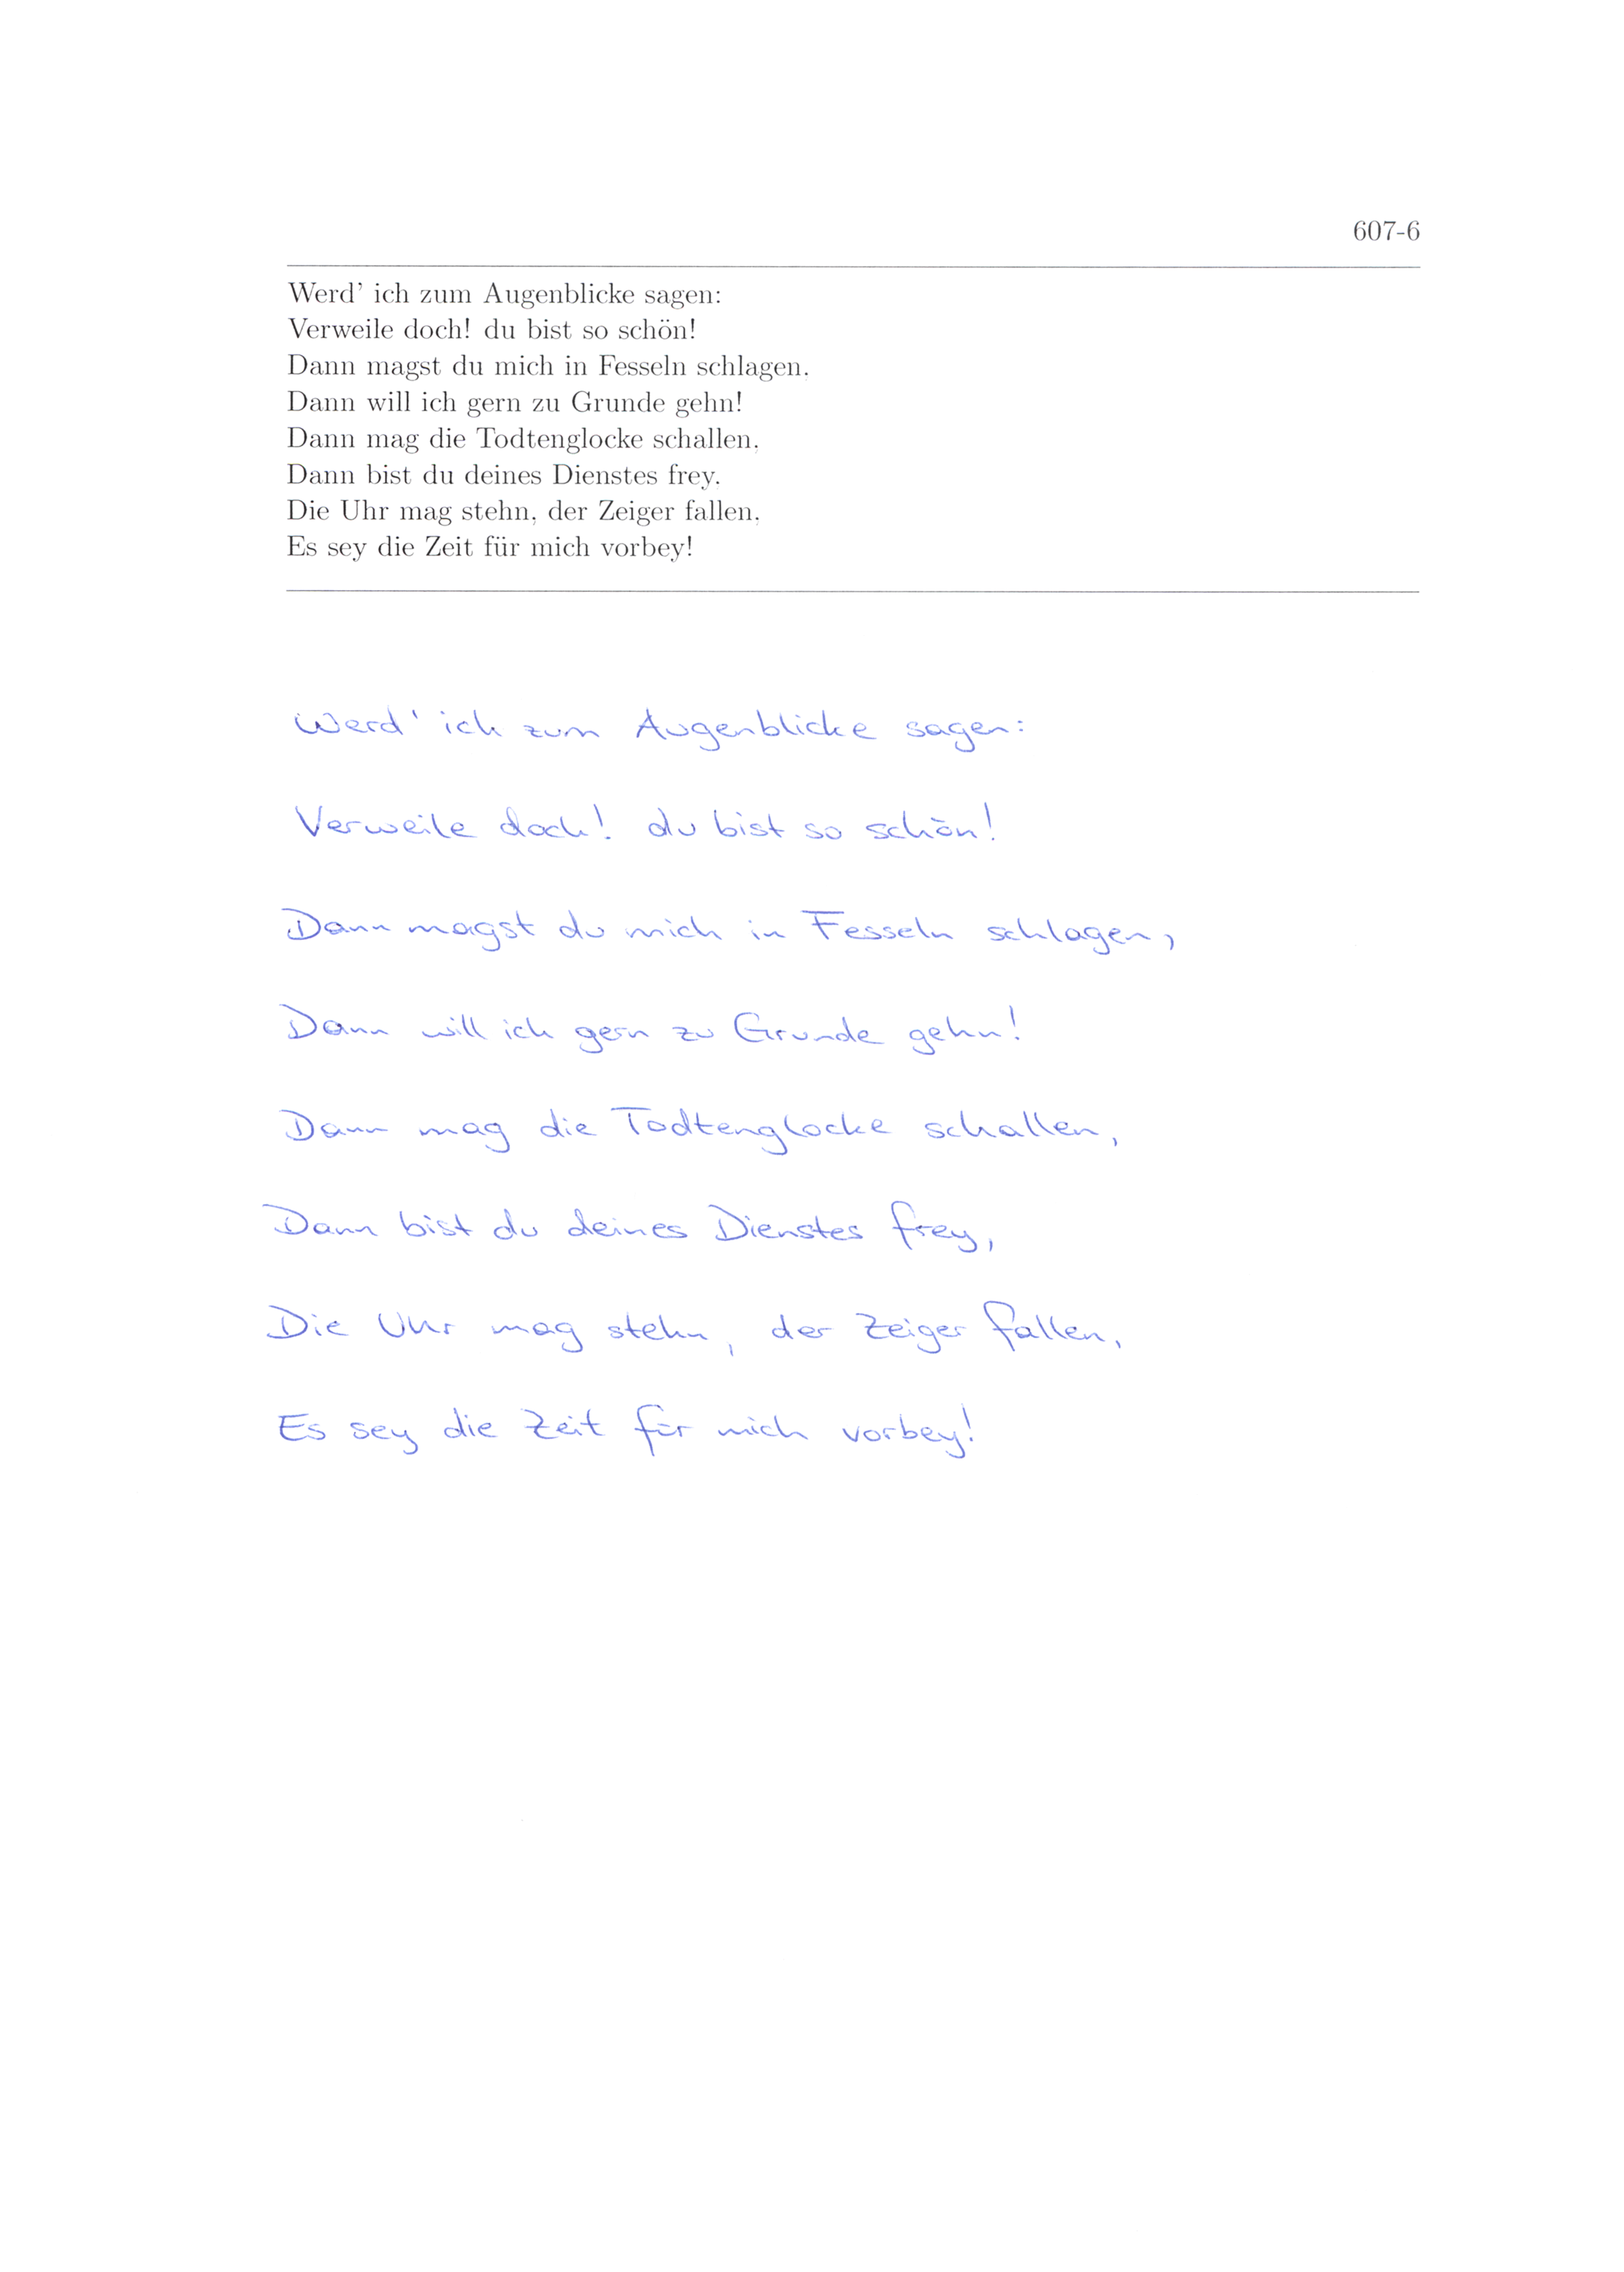 607-6
Werd' ich zum Augenblicke sagen:
Verweile doch! du bist so schön!
Dann magst du mich in Fesseln schlagen,
Dann will ich gern zu Grunde gehn!
Dann mag die Todtenglocke schallen,
Dann bist du deines Dienstes frey.
Die Uhr mag stehn, der Zeiger fallen,
Es sey die Zeit für mich vorbey!
Werd' ich zum Augenblicke sagen:
Verweile doch! du bist so schön!
Dann magst du mich in Fesseln schlagen,
Dann will ich gern zu Grunde gehn!
Dann mag die Todtenglocke schallen,
Dann bist du deines Dienstes frey,
Die Uhr mag stehn, der Zeiger fallen,
Es sey die Zeit für mich vorbey!